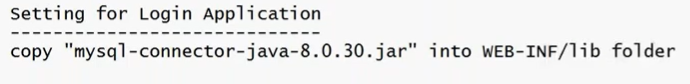 Setting for Login Application
-----------------------------
copy "mysql-connector-java-8.0.30.jar" into WEB-INF/lib folder